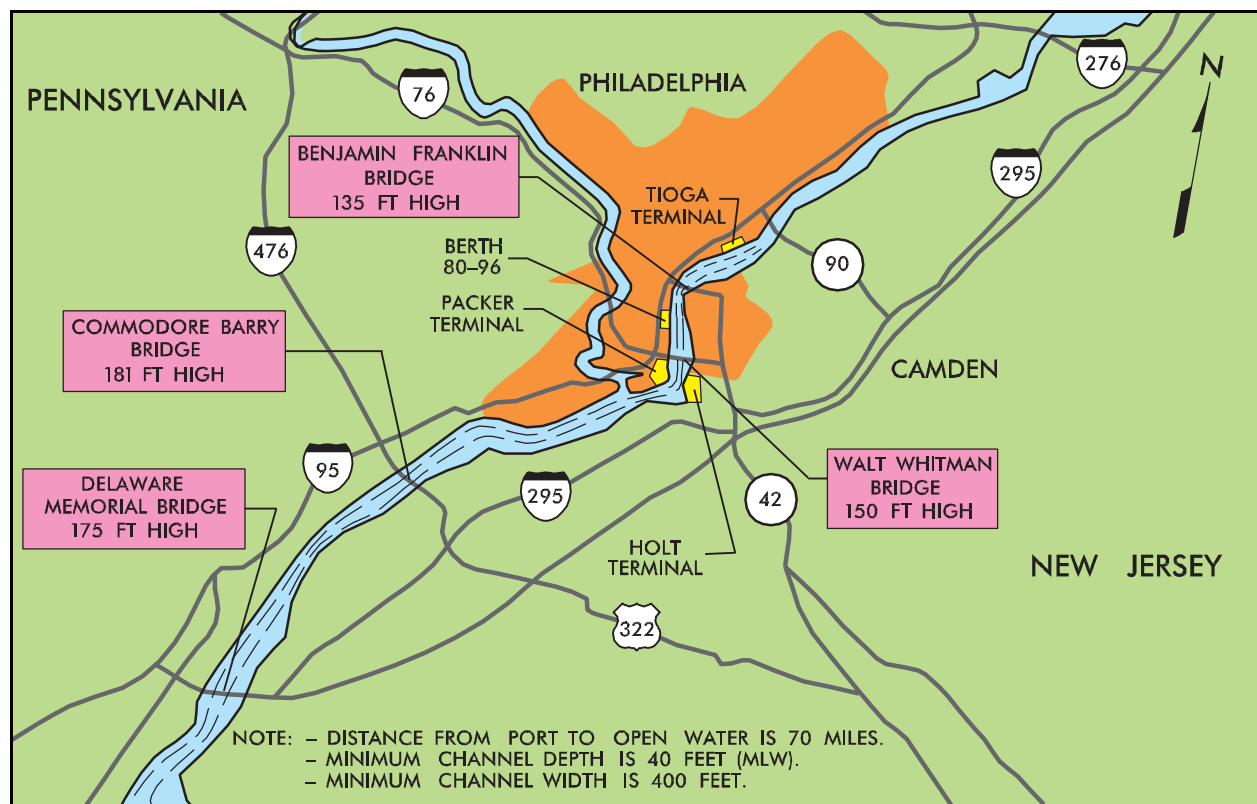 PENNSYLVANIA
76
PHILADELPHIA
276
N
BENJAMIN FRANKLIN
BRIDGE
135 FT HIGH
295
TIOGA
TERMINAL
476
BERTH
80–96
90
PACKER
TERMINAL
COMMODORE BARRY
BRIDGE
181 FT HIGH
CAMDEN
95
295
42
WALT WHITMAN
BRIDGE
150 FT HIGH
DELAWARE
MEMORIAL BRIDGE
175 FT HIGH
HOLT
TERMINAL
NEW JERSEY
322
NOTE: – DISTANCE FROM PORT TO OPEN WATER IS 70 MILES.
– MINIMUM CHANNEL DEPTH IS 40 FEET (MLW).
– MINIMUM CHANNEL WIDTH IS 400 FEET.